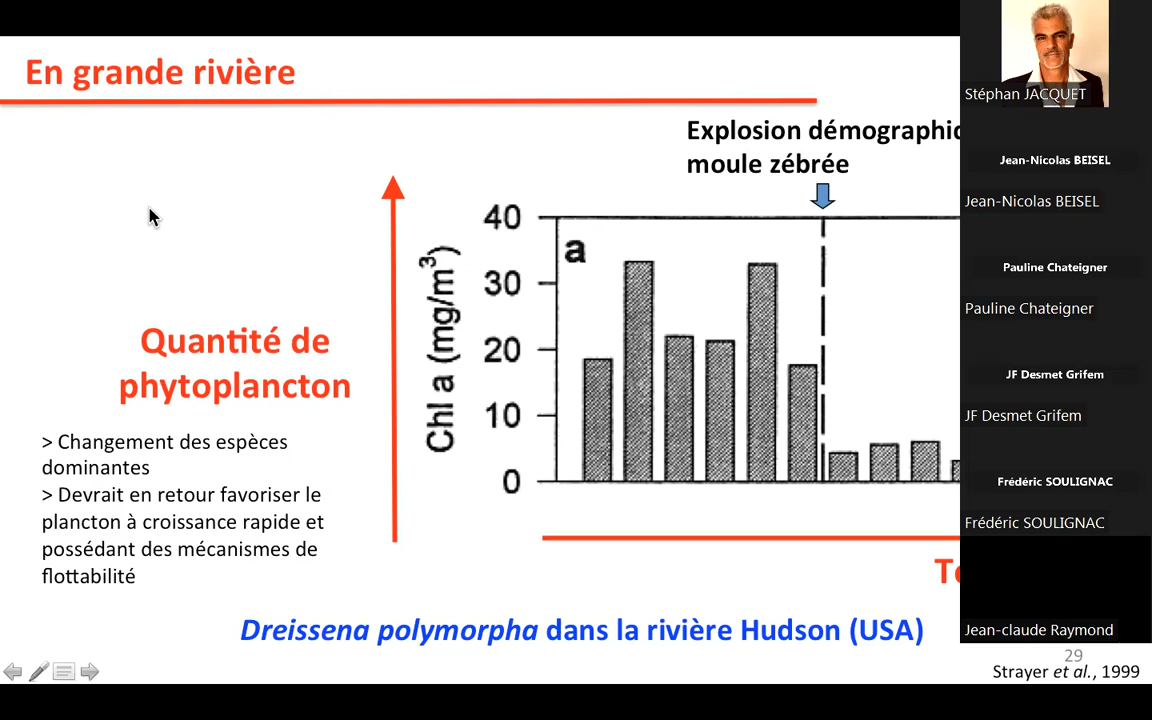 En grande rivière
Explosion démographi
moule zébrée
a
40
30
20
10
0
Chl a (mg/m³)
Quantité de
phytoplancton
> Changement des espèces
dominantes
> Devrait en retour favoriser le
plancton à croissance rapide et
possédant des mécanismes de
flottabilité
Dreissena polymorpha dans la rivière Hudson (USA)
29
Strayer et al., 1999
Stéphan JACQUET
Jean-Nicolas BEISEL
Jean-Nicolas BEISEL
Pauline Chateigner
Pauline Chateigner
JF Desmet Grifem
JF Desmet Grifem
Frédéric SOULIGNAC
Frédéric SOULIGNAC
Jean-claude Raymond